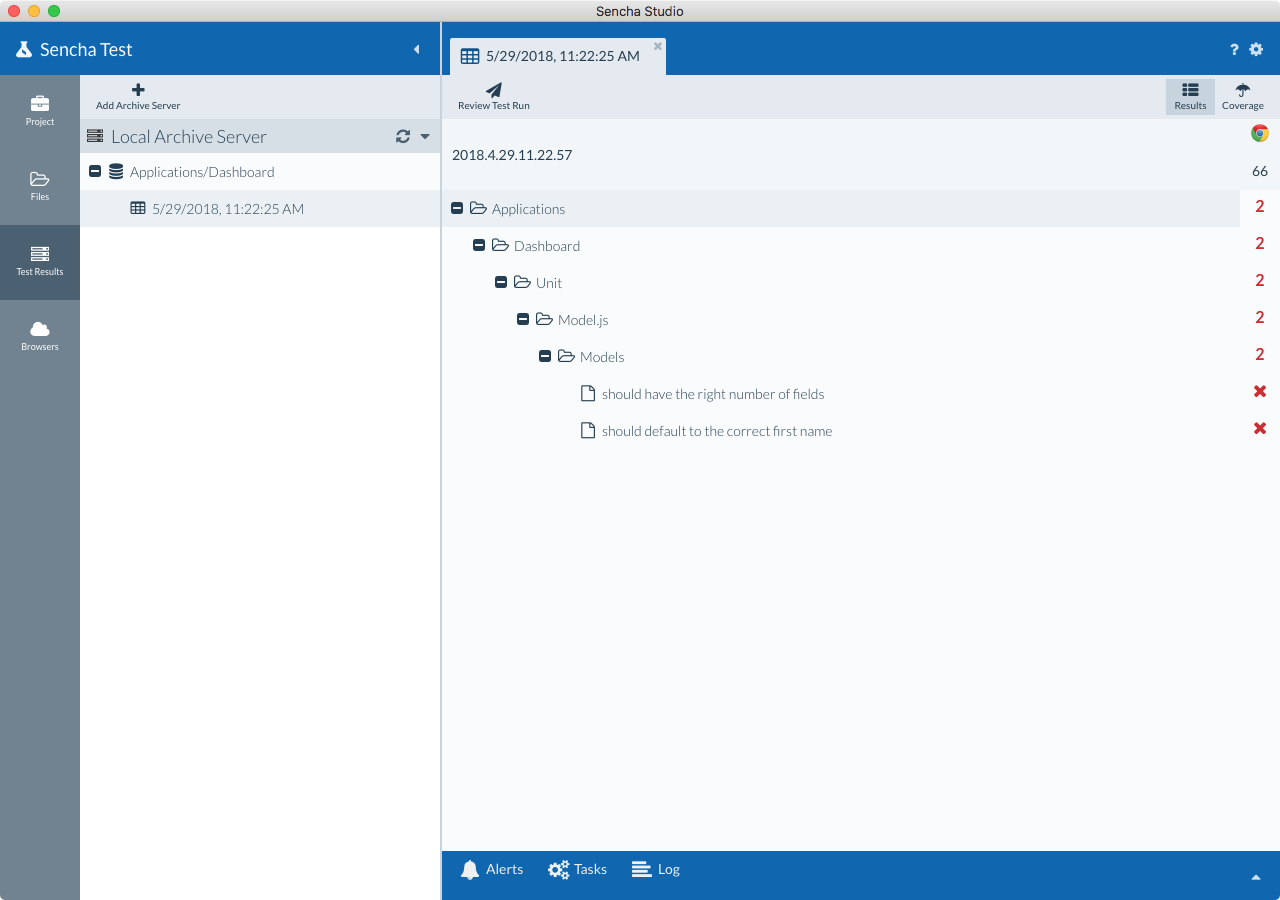 Sencha Studio
Sencha Test
5/29/2018, 11:22:25 AM
?
Project
Files
Test Results
Browsers
Add Archive Server
Local Archive Server
Applications/Dashboard
5/29/2018, 11:22:25 AM
Review Test Run
Results
Coverage
2018.4.29.11.22.57
66
Applications 2
Dashboard 2
Unit 2
Model.js 2
Models 2
should have the right number of fields
should default to the correct first name
Alerts
Tasks
Log